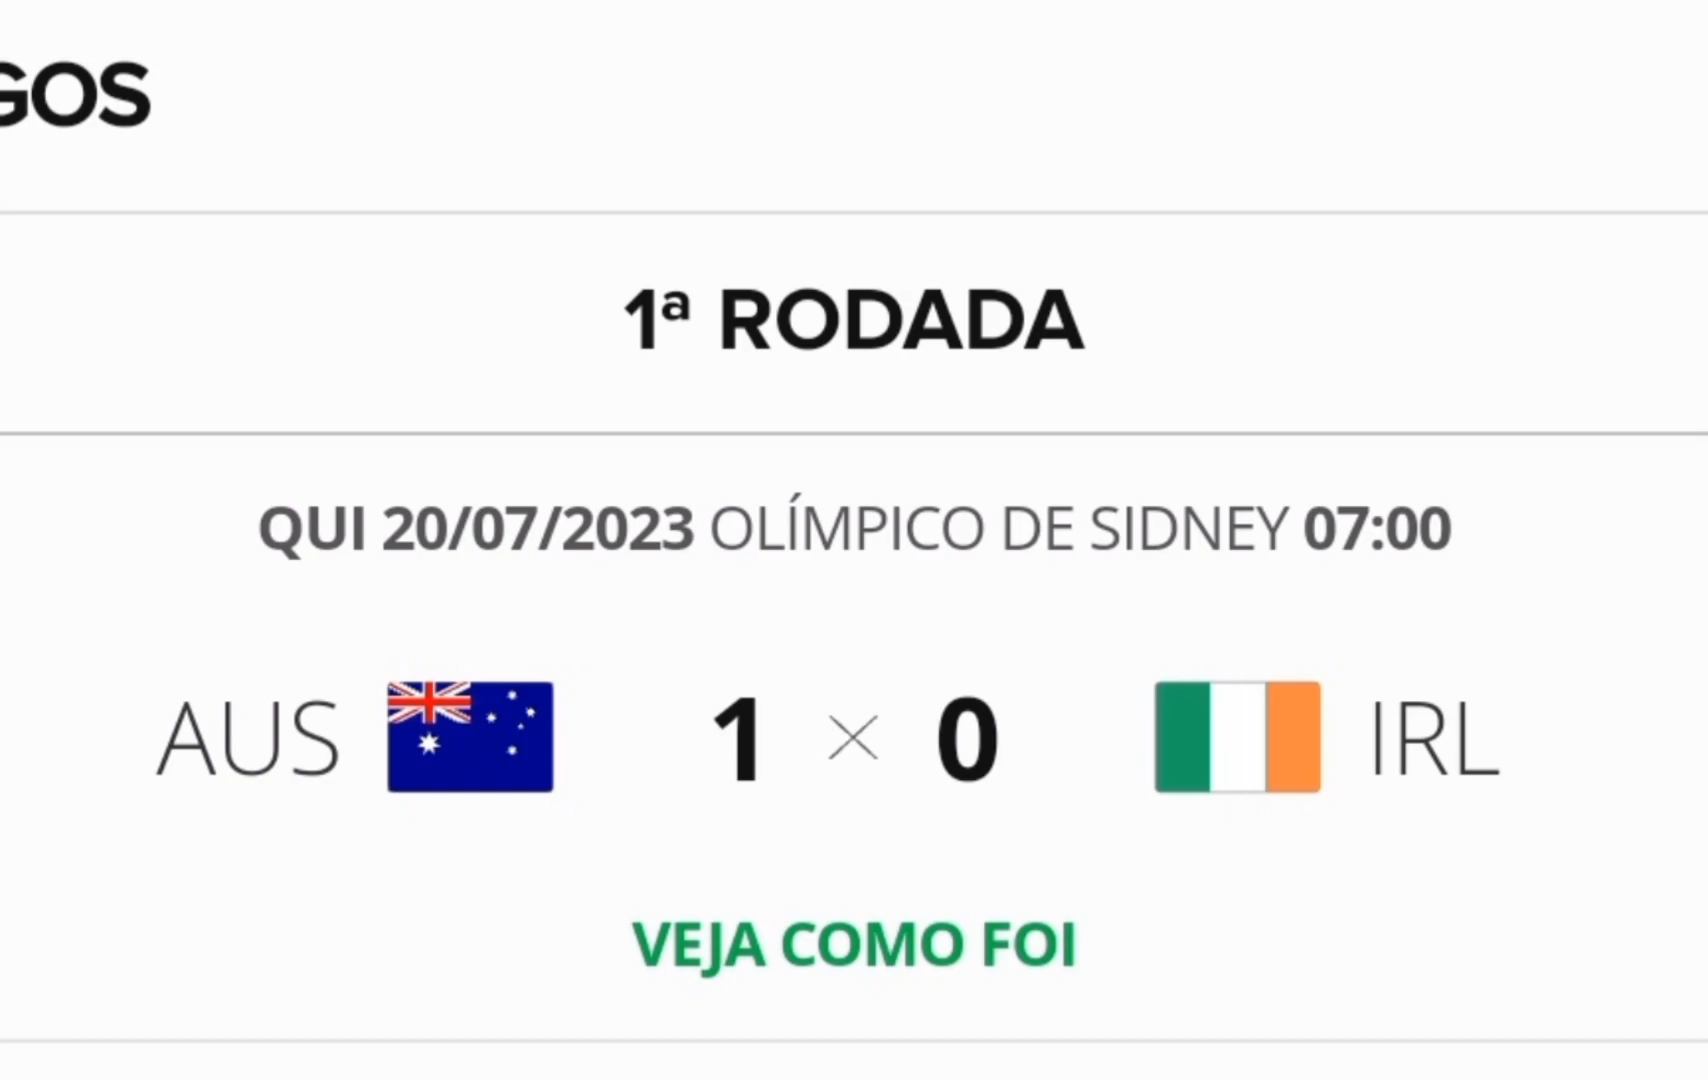 GOS
1ª RODADA
QUI 20/07/2023 OLÍMPICO DE SIDNEY 07:00
AUS 1 × 0 IRL
VEJA COMO FOI